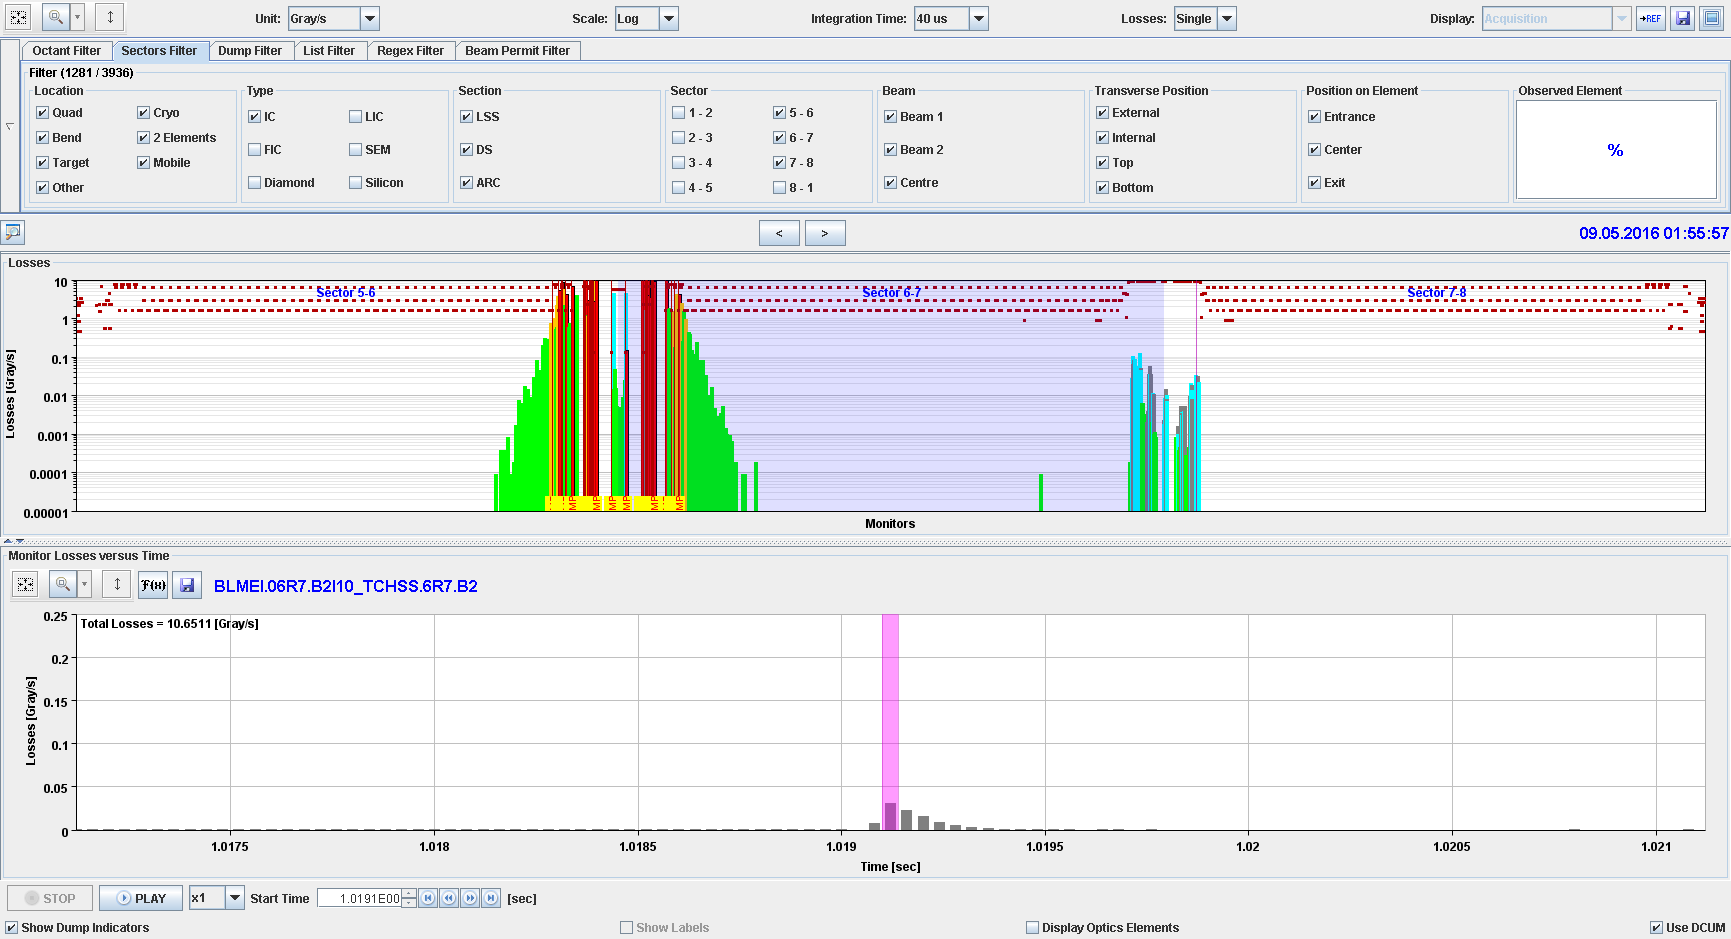 Unit: Gray/s Scale: Log Integration Time: 40 us Losses: Single Display: Acquisition →REF
Octant Filter Sectors Filter Dump Filter List Filter Regex Filter Beam Permit Filter
Filter (1281 / 3936)
Location Type Section Sector Beam Transverse Position Position on Element Observed Element
Quad Cryo IC LIC LSS 1 - 2 5 - 6 Beam 1 External Entrance
Bend 2 Elements FIC SEM DS 2 - 3 6 - 7 Beam 2 Internal Center %
Target Mobile Diamond Silicon ARC 3 - 4 7 - 8 Centre Top Exit
Other 4 - 5 8 - 1 Bottom
< > 09.05.2016 01:55:57
Losses
Sector 5-6 Sector 6-7 Sector 7-8
10
1
0.1
0.01
0.001
0.0001
0.00001
Losses [Gray/s]
MP MP MP MP MP MP
Monitors
Monitor Losses versus Time
F(x) BLMEI.06R7.B2I10_TCHSS.6R7.B2
Total Losses = 10.6511 [Gray/s]
0.25
0.2
0.15
0.1
0.05
0
Losses [Gray/s]
1.0175 1.018 1.0185 1.019 1.0195 1.02 1.0205 1.021
Time [sec]
STOP PLAY x1 Start Time 1.0191E00 [sec]
Show Dump Indicators Show Labels Display Optics Elements Use DCUM